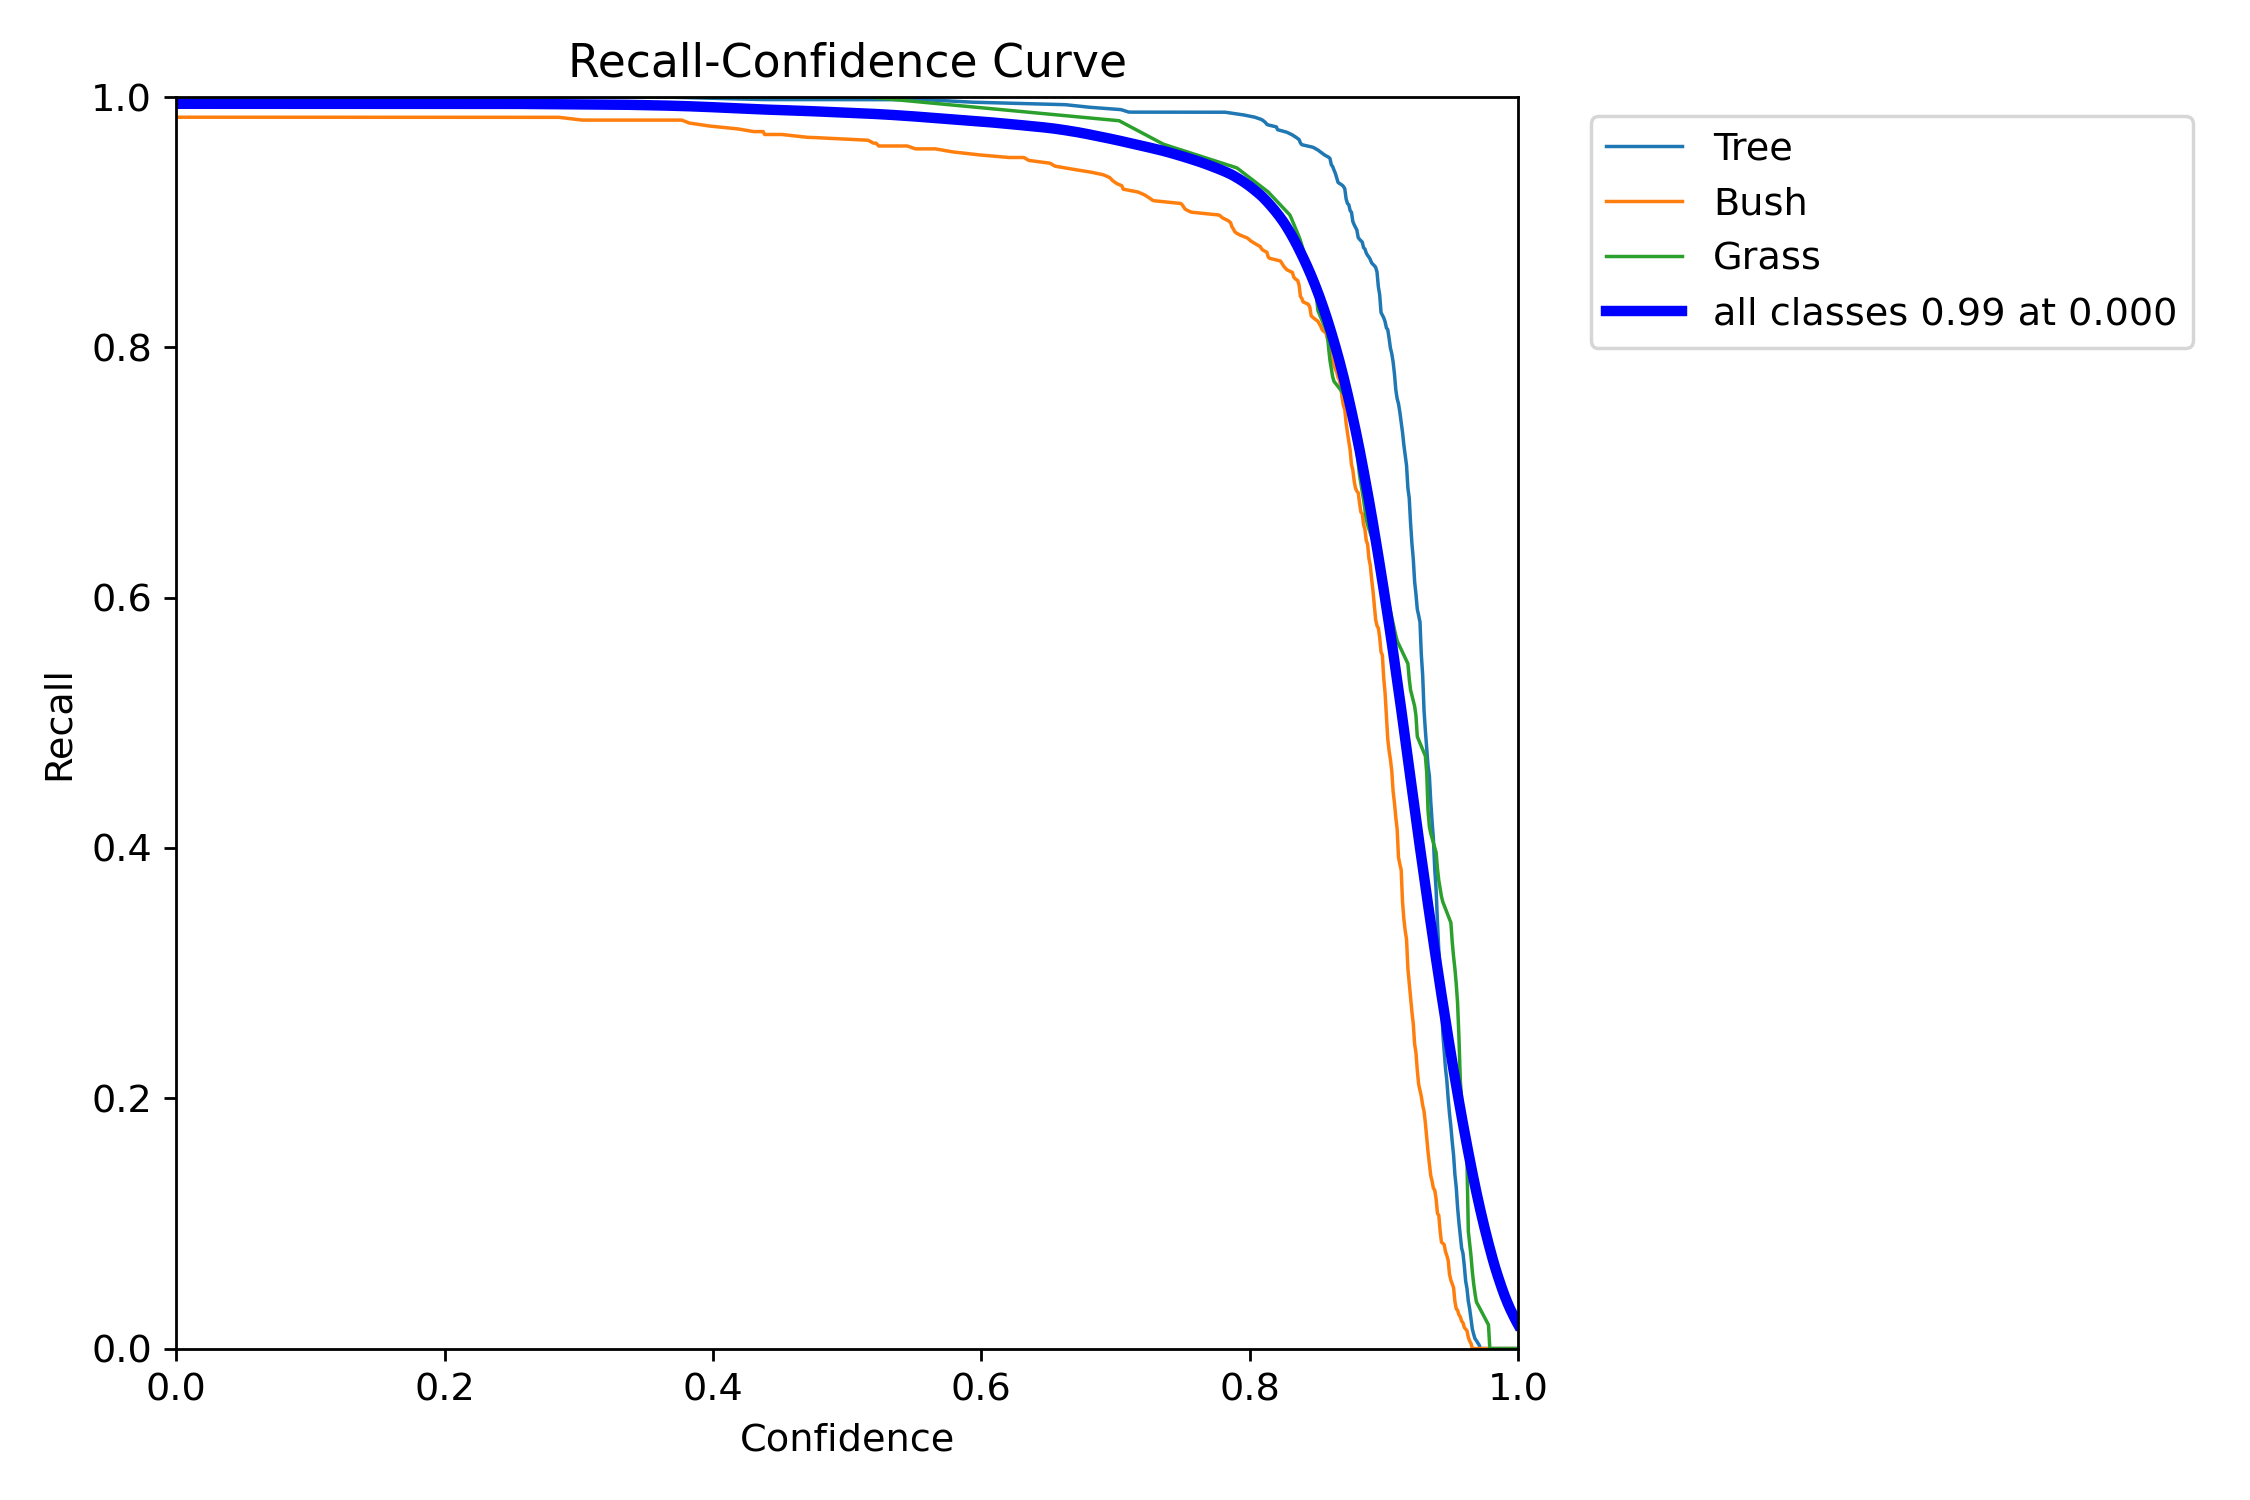 Recall-Confidence Curve
1.0
0.8
0.6
0.4
0.2
0.0
Recall
0.0 0.2 0.4 0.6 0.8 1.0
Confidence
Tree
Bush
Grass
all classes 0.99 at 0.000